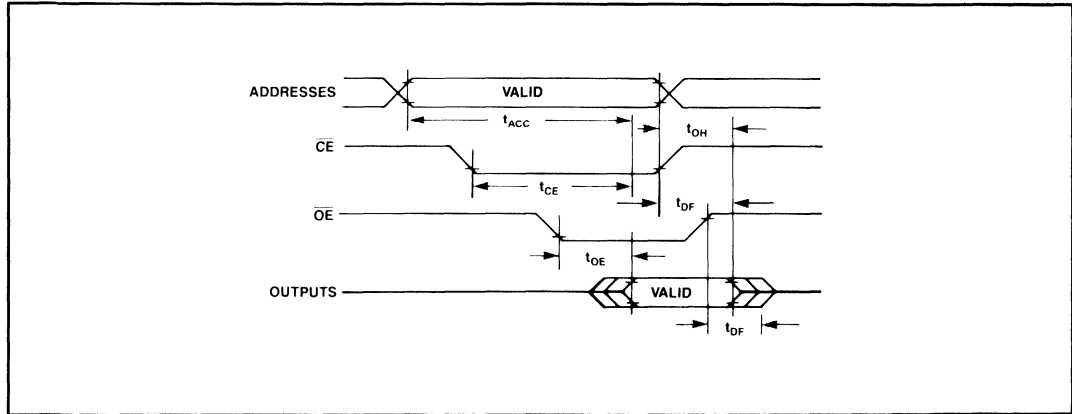 ADDRESSES VALID
tACC tOH
CE
tCE
tDF
OE
tOE
OUTPUTS VALID
tDF